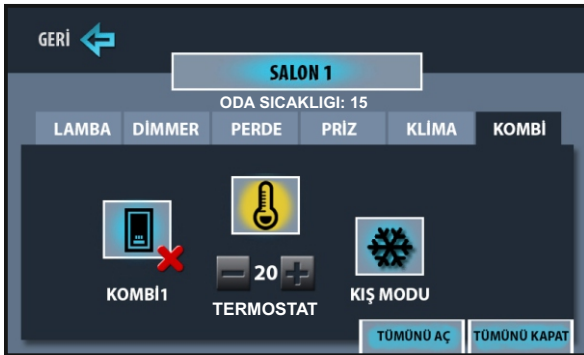 GERİ
SALON 1
ODA SICAKLIGI: 15
LAMBA DİMMER PERDE PRİZ KLİMA KOMBİ
20
KOMBİ1 TERMOSTAT KIŞ MODU
TÜMÜNÜ AÇ TÜMÜNÜ KAPAT